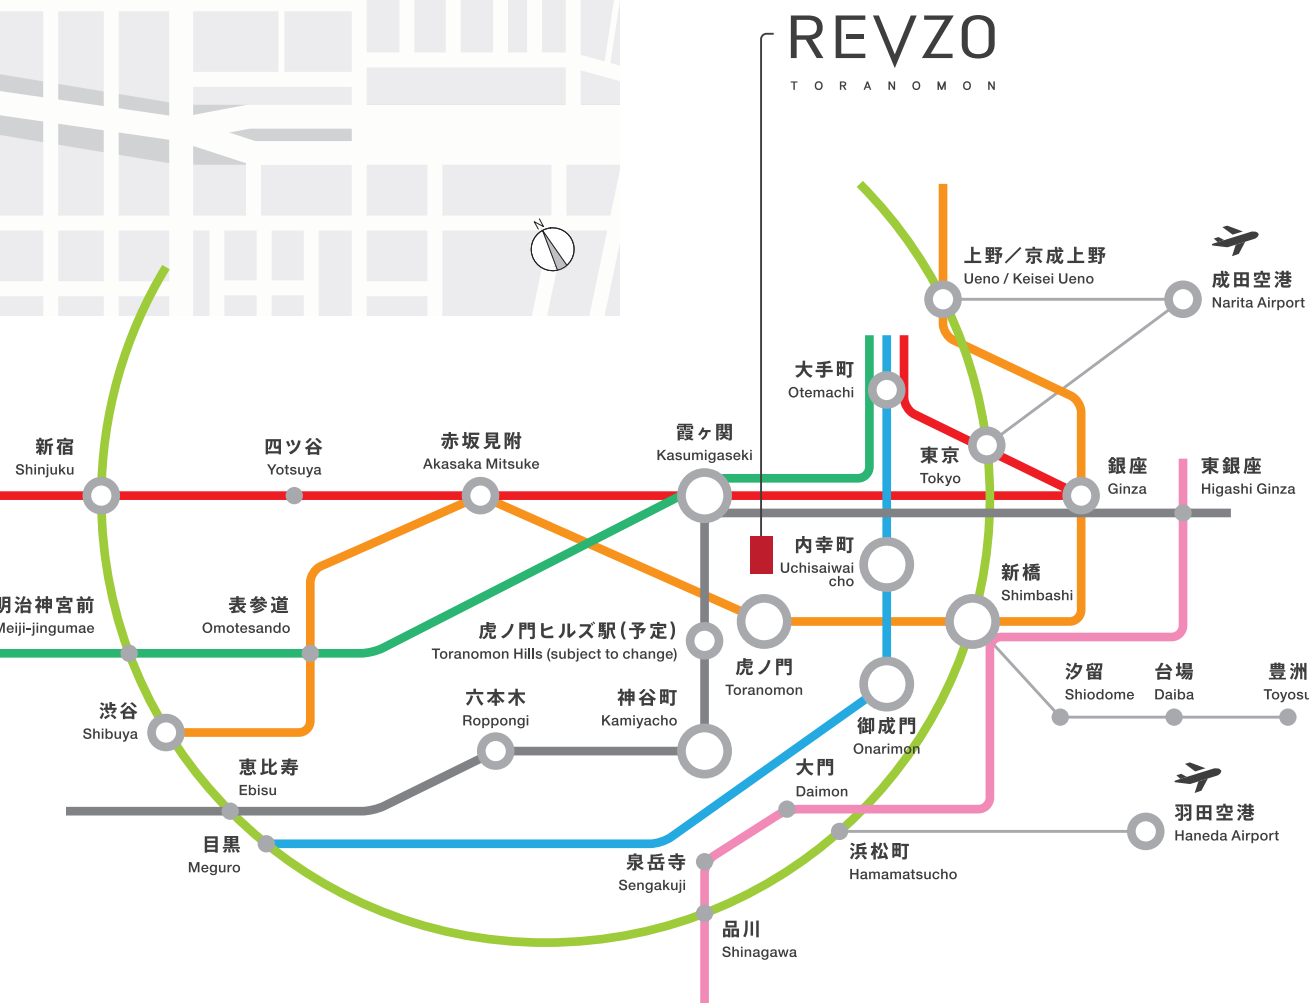 REVZO
TORANOMON
N
上野／京成上野
Ueno / Keisei Ueno
成田空港
Narita Airport
大手町
Otemachi
新宿
Shinjuku
四ツ谷
Yotsuya
赤坂見附
Akasaka Mitsuke
霞ヶ関
Kasumigaseki
東京
Tokyo
銀座
Ginza
東銀座
Higashi Ginza
内幸町
Uchisaiwai
cho
新橋
Shimbashi
明治神宮前
Meiji-jingumae
表参道
Omotesando
虎ノ門ヒルズ駅(予定)
Toranomon Hills (subject to change)
虎ノ門
Toranomon
汐留
Shiodome
台場
Daiba
豊洲
Toyosu
渋谷
Shibuya
六本木
Roppongi
神谷町
Kamiyacho
御成門
Onarimon
恵比寿
Ebisu
大門
Daimon
羽田空港
Haneda Airport
目黒
Meguro
泉岳寺
Sengakuji
浜松町
Hamamatsucho
品川
Shinagawa